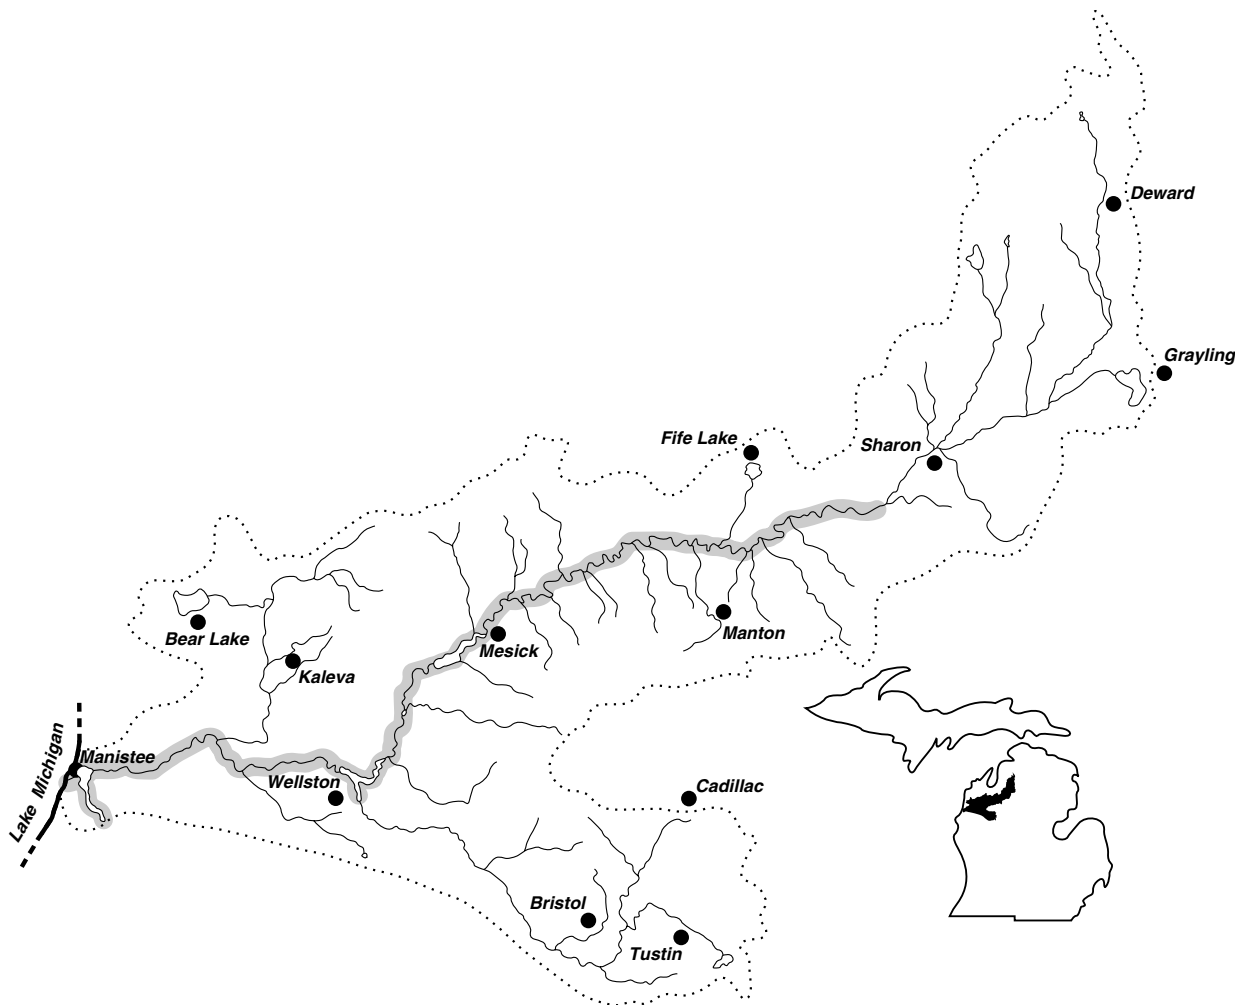 Deward
Grayling
Fife Lake
Sharon
Bear Lake
Manton
Mesick
Kaleva
Lake Michigan
Manistee
Wellston
Cadillac
Bristol
Tustin